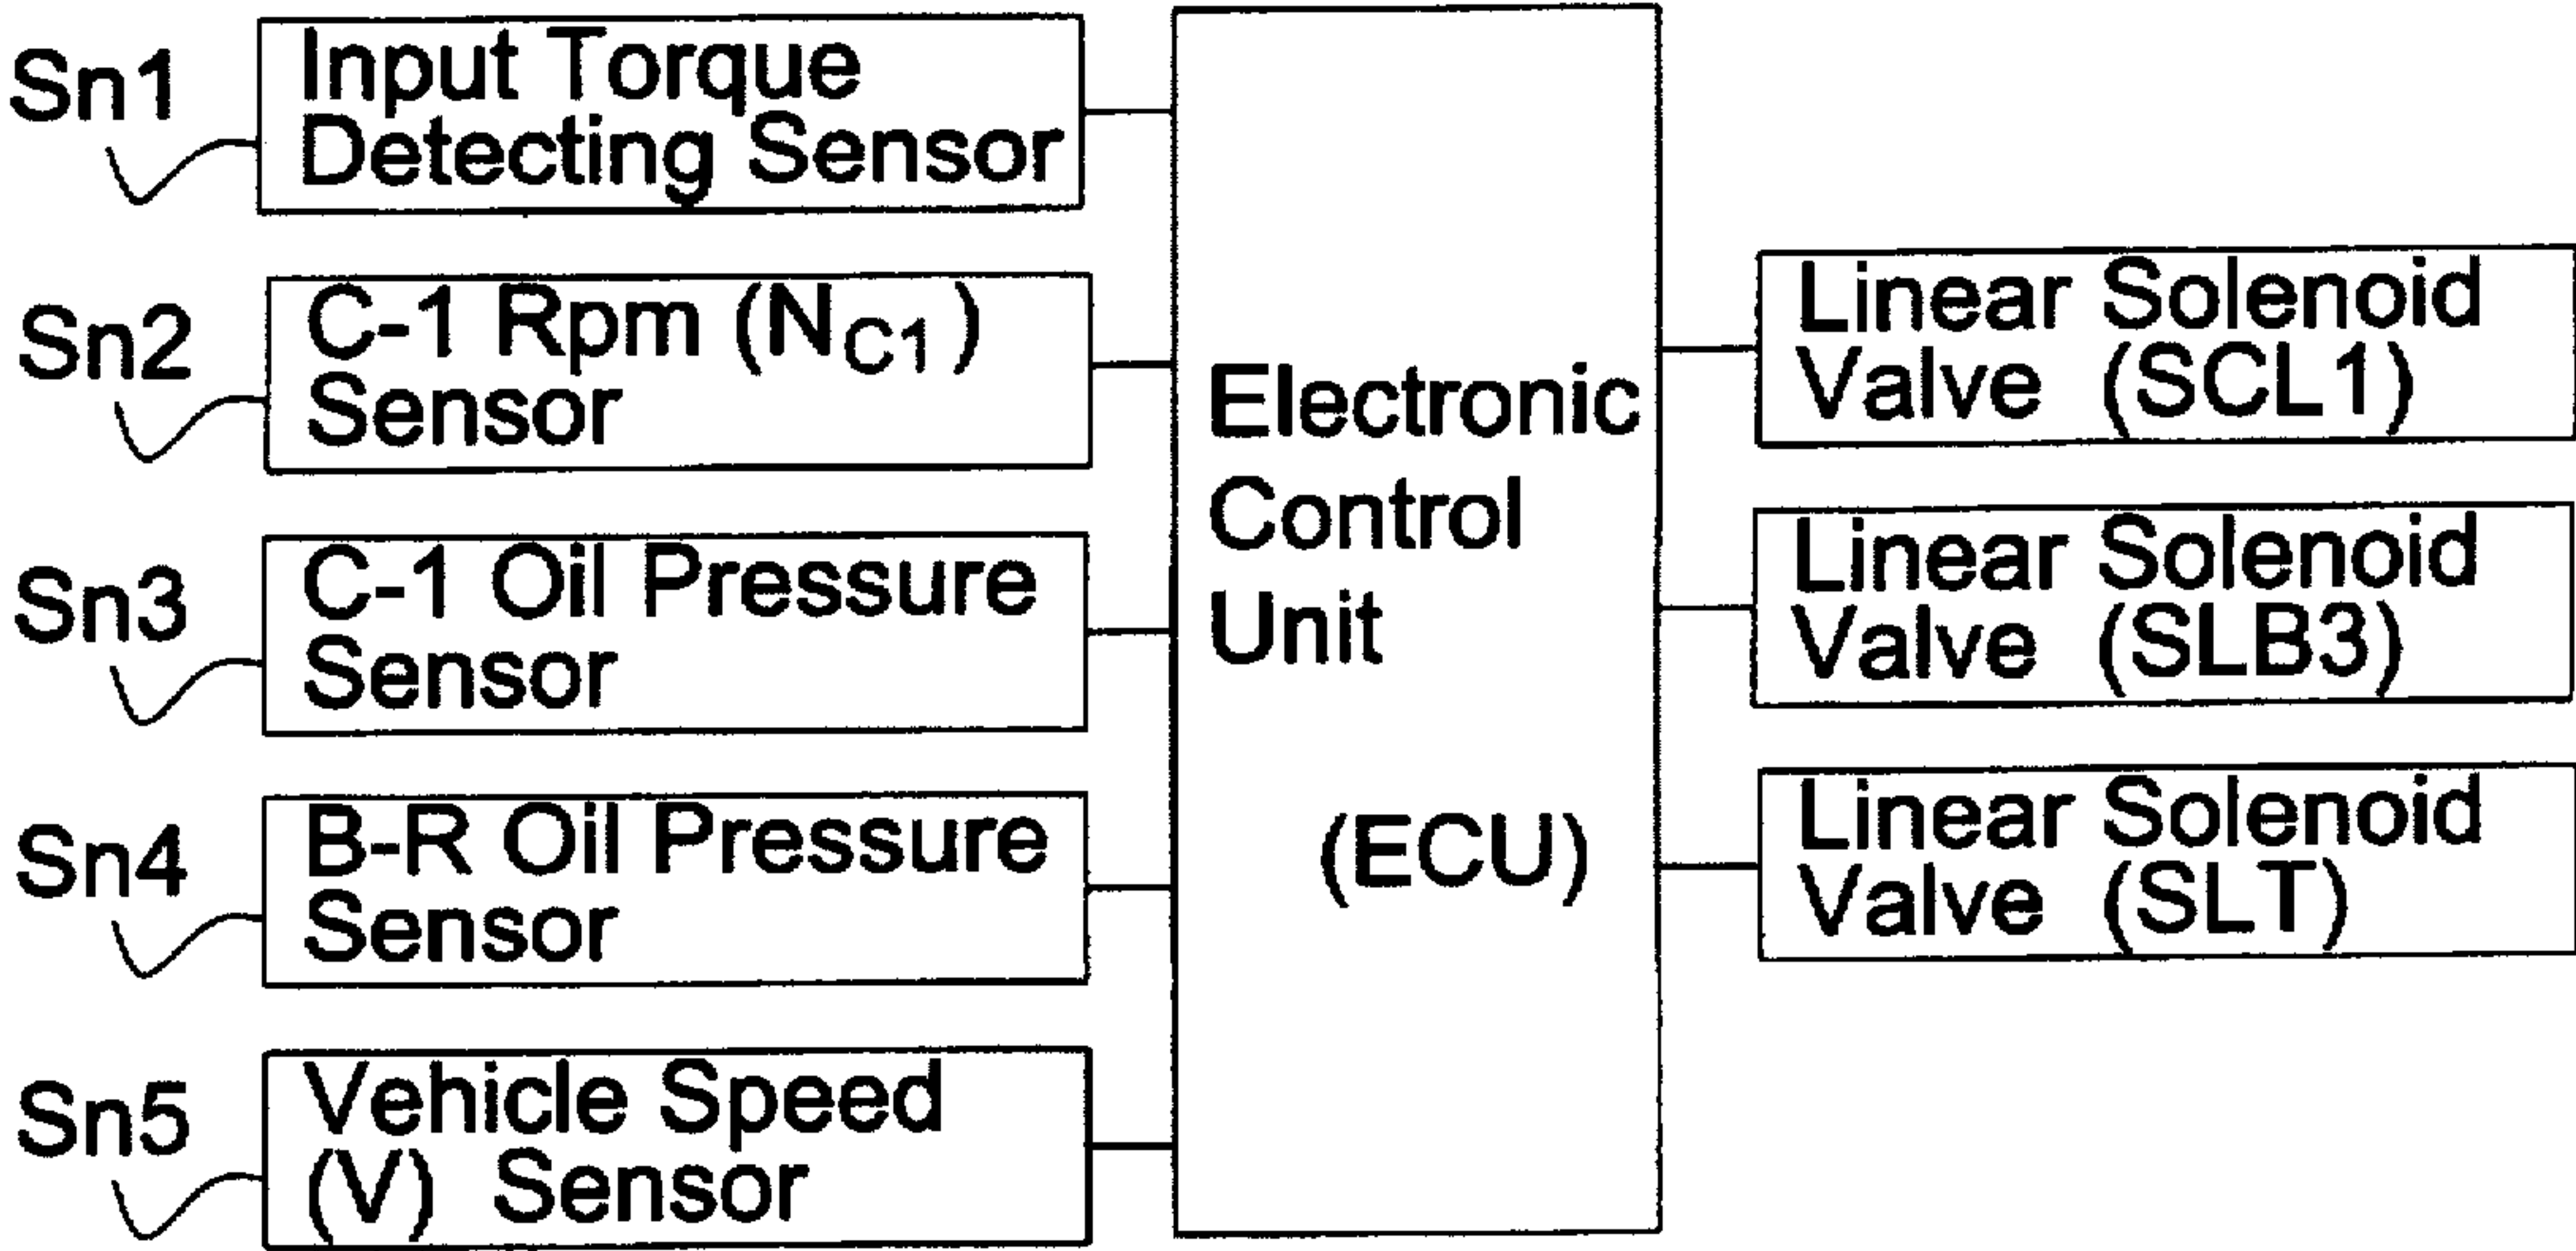 Sn1
Input Torque
Detecting Sensor
Sn2
C-1 Rpm (NC1)
Sensor
Sn3
C-1 Oil Pressure
Sensor
Sn4
B-R Oil Pressure
Sensor
Sn5
Vehicle Speed
(V) Sensor
Electronic
Control
Unit
(ECU)
Linear Solenoid
Valve (SCL1)
Linear Solenoid
Valve (SLB3)
Linear Solenoid
Valve (SLT)